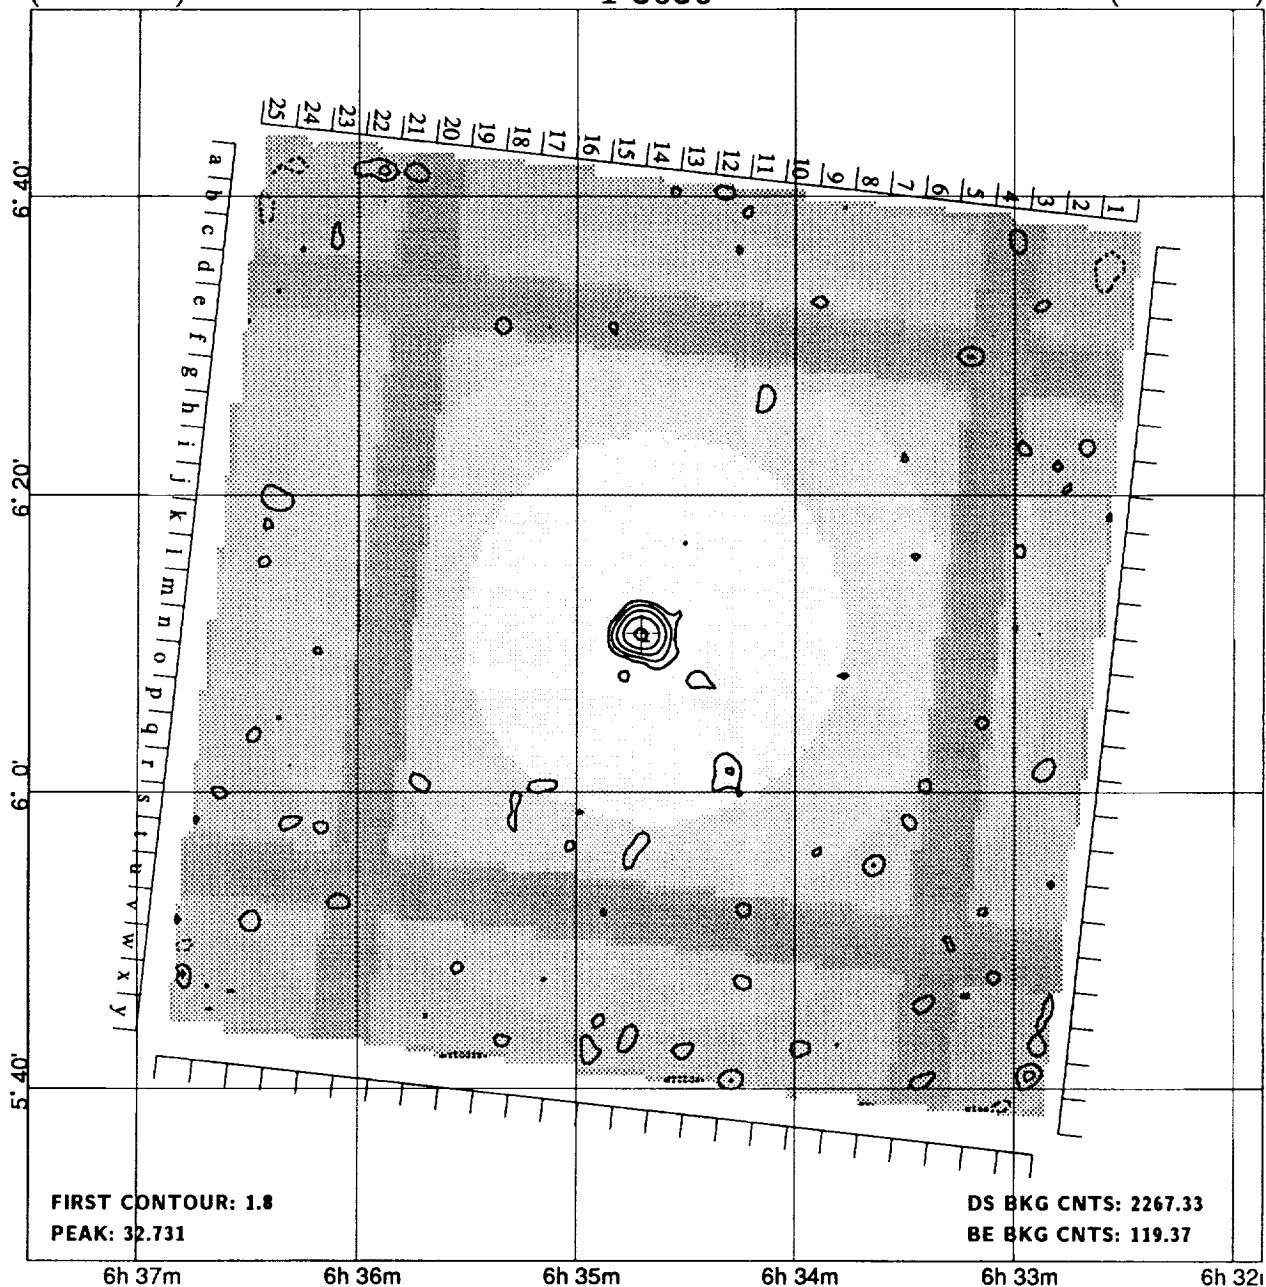 25 24 23 22 21 20 19 18 17 16 15 14 13 12 11 10 9 8 7 6 5 4 3 2 1
a b c d e f g h i j k l m n o p q r s t u v w x y
6° 40'
6° 20'
6° 0'
5° 40'
FIRST CONTOUR: 1.8
PEAK: 32.731
DS BKG CNTS: 2267.33
BE BKG CNTS: 119.37
6h 37m 6h 36m 6h 35m 6h 34m 6h 33m